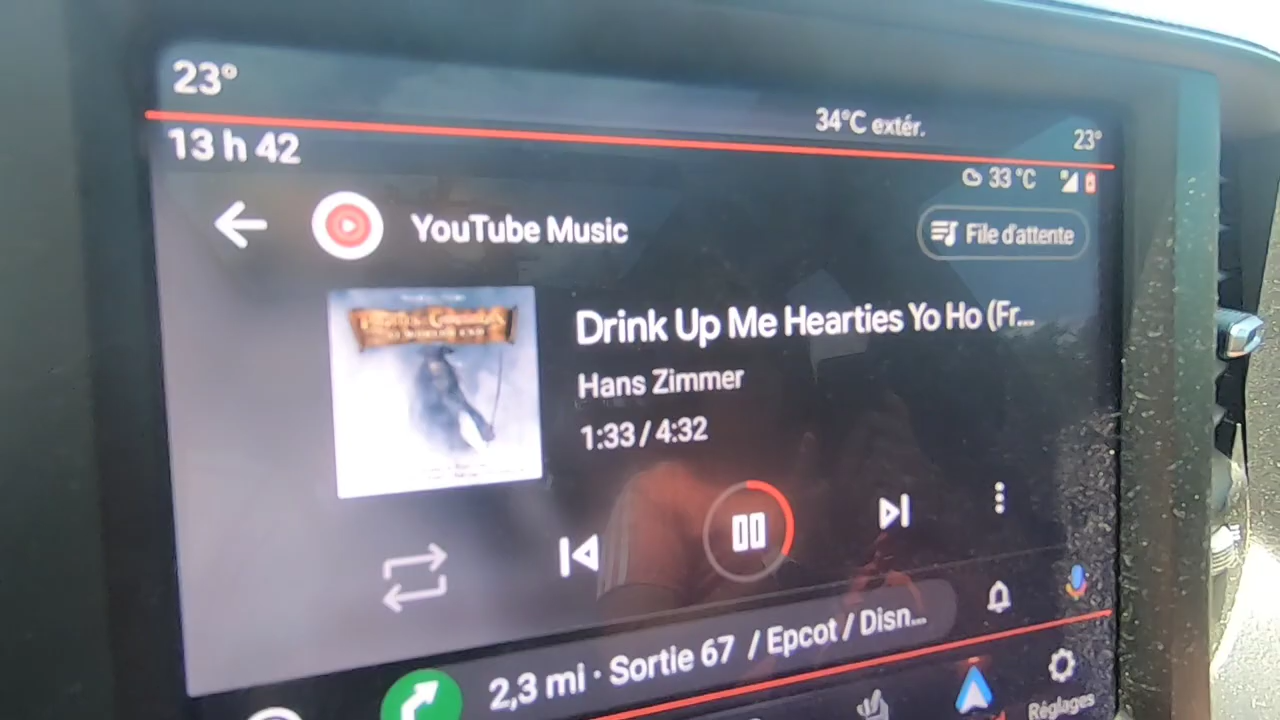 23°
34°C extér.
23°
13 h 42
33 °C
YouTube Music
File d'attente
Drink Up Me Hearties Yo Ho (Fr...
Hans Zimmer
1:33 / 4:32
2,3 mi · Sortie 67 / Epcot / Disn...
Réglages